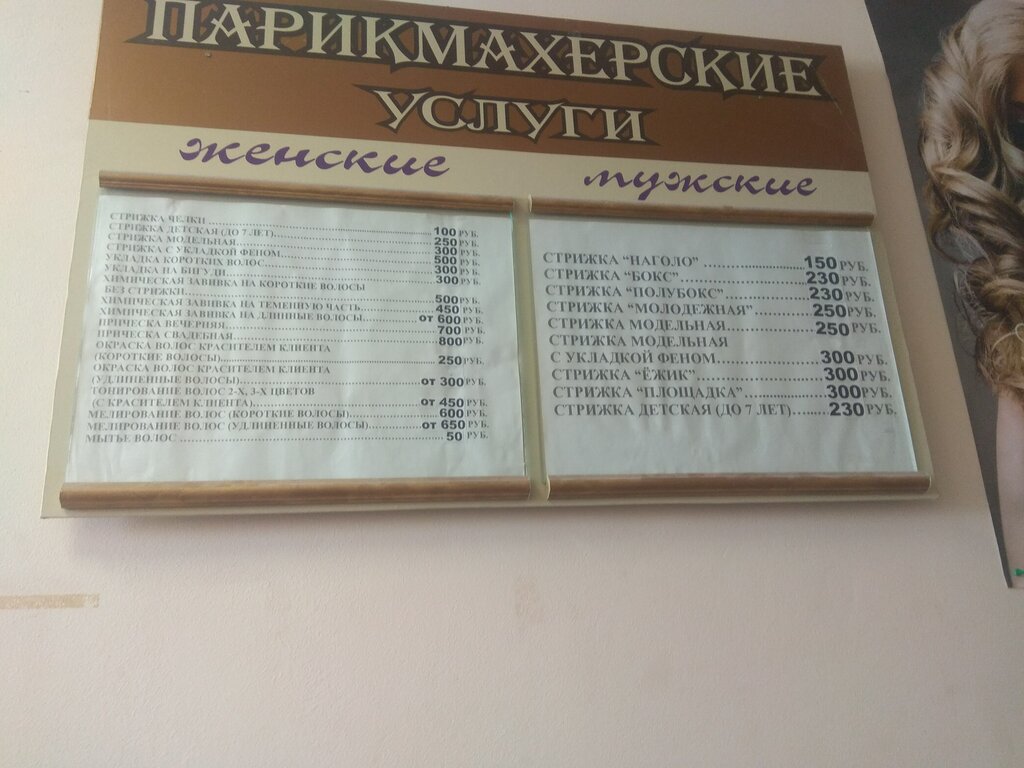 ПАРИКМАХЕРСКИЕ
УСЛУГИ
женские
СТРИЖКА ЧЕЛКИ ........ 100 РУБ.
СТРИЖКА ДЕТСКАЯ (ДО 7 ЛЕТ)........ 250 РУБ.
СТРИЖКА МОДЕЛЬНАЯ........ 300 РУБ.
СТРИЖКА С УКЛАДКОЙ ФЕНОМ........ 500 РУБ.
УКЛАДКА КОРОТКИХ ВОЛОС........ 300 РУБ.
УКЛАДКА НА БИГУДИ........ 300 РУБ.
ХИМИЧЕСКАЯ ЗАВИВКА НА КОРОТКИЕ ВОЛОСЫ
БЕЗ СТРИЖКИ........ 500 РУБ.
ХИМИЧЕСКАЯ ЗАВИВКА НА ТЕМЕННУЮ ЧАСТЬ........ 450 РУБ.
ХИМИЧЕСКАЯ ЗАВИВКА НА ДЛИННЫЕ ВОЛОСЫ........ от 600 РУБ.
ПРИЧЕСКА ВЕЧЕРНЯЯ........ 700 РУБ.
ПРИЧЕСКА СВАДЕБНАЯ........ 800 РУБ.
ОКРАСКА ВОЛОС КРАСИТЕЛЕМ КЛИЕНТА
(КОРОТКИЕ ВОЛОСЫ)........ 250 РУБ.
ОКРАСКА ВОЛОС КРАСИТЕЛЕМ КЛИЕНТА
(УДЛИНЕННЫЕ ВОЛОСЫ)........ от 300 РУБ.
ТОНИРОВАНИЕ ВОЛОС 2-Х, 3-Х ЦВЕТОВ
(С КРАСИТЕЛЕМ КЛИЕНТА)........ от 450 РУБ.
МЕЛИРОВАНИЕ ВОЛОС (КОРОТКИЕ ВОЛОСЫ)........ 600 РУБ.
МЕЛИРОВАНИЕ ВОЛОС (УДЛИНЕННЫЕ ВОЛОСЫ)........ от 650 РУБ.
МЫТЬЕ ВОЛОС ........ 50 РУБ.
мужские
СТРИЖКА "НАГОЛО" ........ 150 РУБ.
СТРИЖКА "БОКС"........ 230 РУБ.
СТРИЖКА "ПОЛУБОКС"........ 230 РУБ.
СТРИЖКА "МОЛОДЕЖНАЯ"........ 250 РУБ.
СТРИЖКА МОДЕЛЬНАЯ........ 250 РУБ.
СТРИЖКА МОДЕЛЬНАЯ
С УКЛАДКОЙ ФЕНОМ........ 300 РУБ.
СТРИЖКА "ЁЖИК"........ 300 РУБ.
СТРИЖКА "ПЛОЩАДКА"........ 300 РУБ.
СТРИЖКА ДЕТСКАЯ (ДО 7 ЛЕТ)........ 230 РУБ.